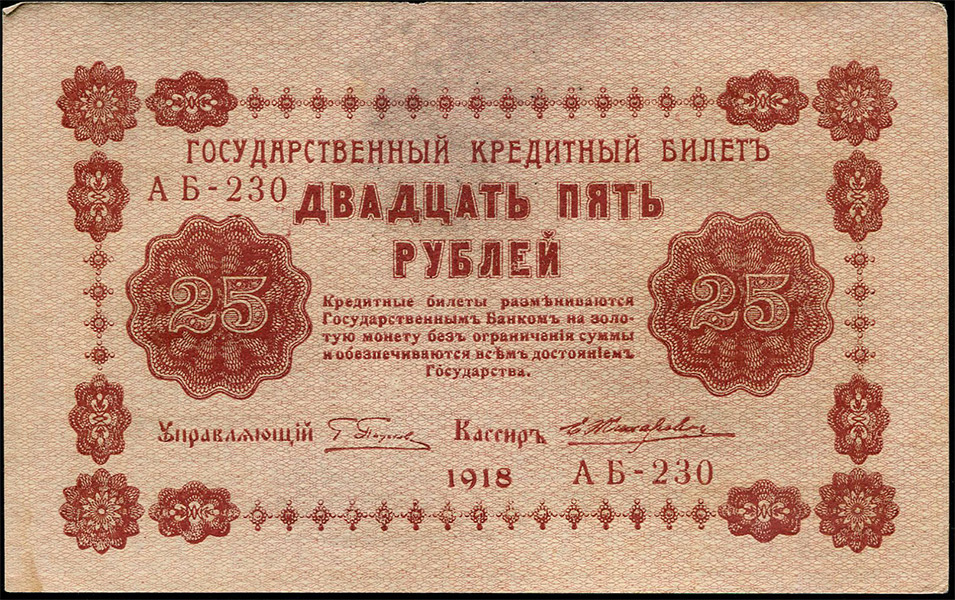 ГОСУДАРСТВЕННЫЙ КРЕДИТНЫЙ БИЛЕТЪ
АБ-230
ДВАДЦАТЬ ПЯТЬ
РУБЛЕЙ
25
25
Кредитные билеты размѣниваются
Государственнымъ Банкомъ на золо-
тую монету безъ ограниченія суммы
и обезпечиваются всѣмъ достояніемъ
Государства.
Управляющій Кассиръ
1918 АБ-230